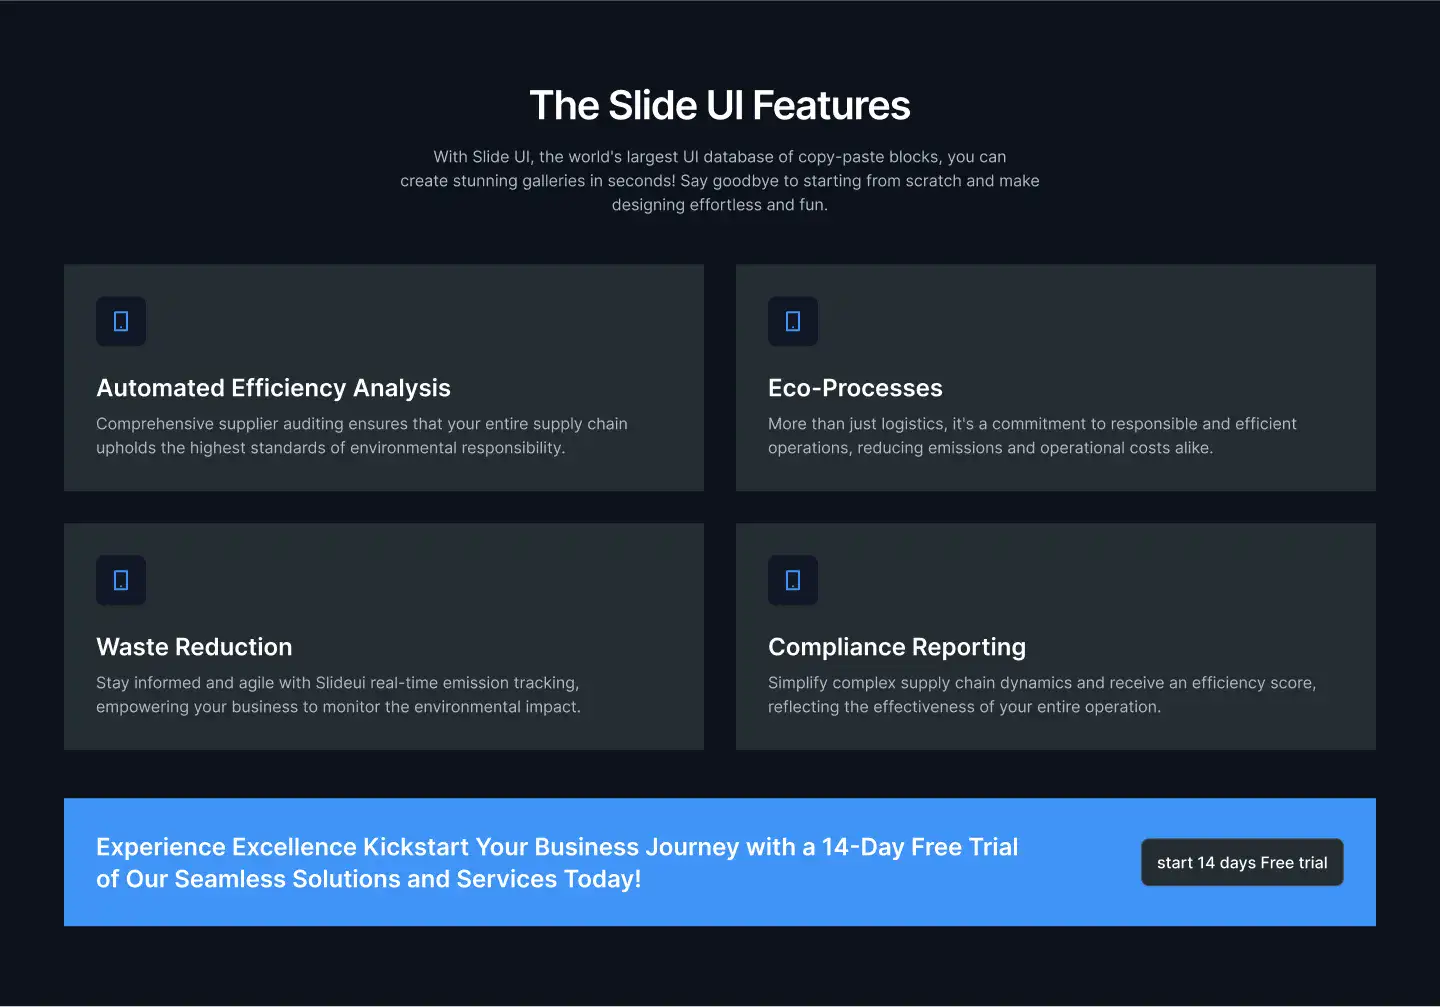 The Slide UI Features
With Slide UI, the world's largest UI database of copy-paste blocks, you can
create stunning galleries in seconds! Say goodbye to starting from scratch and make
designing effortless and fun.
Automated Efficiency Analysis
Comprehensive supplier auditing ensures that your entire supply chain
upholds the highest standards of environmental responsibility.
Eco-Processes
More than just logistics, it's a commitment to responsible and efficient
operations, reducing emissions and operational costs alike.
Waste Reduction
Stay informed and agile with Slideui real-time emission tracking,
empowering your business to monitor the environmental impact.
Compliance Reporting
Simplify complex supply chain dynamics and receive an efficiency score,
reflecting the effectiveness of your entire operation.
Experience Excellence Kickstart Your Business Journey with a 14-Day Free Trial
of Our Seamless Solutions and Services Today!
start 14 days Free trial